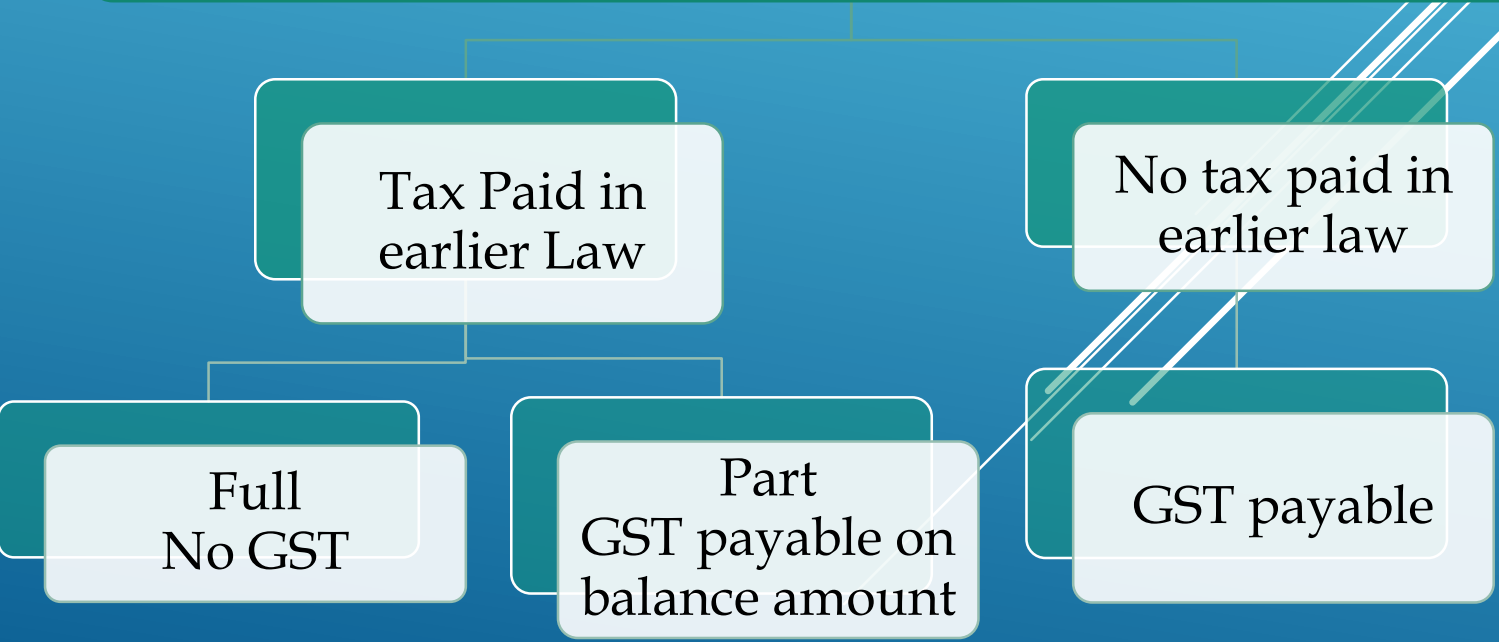 Tax Paid in
earlier Law
No tax paid in
earlier law
Full
No GST
Part
GST payable on
balance amount
GST payable